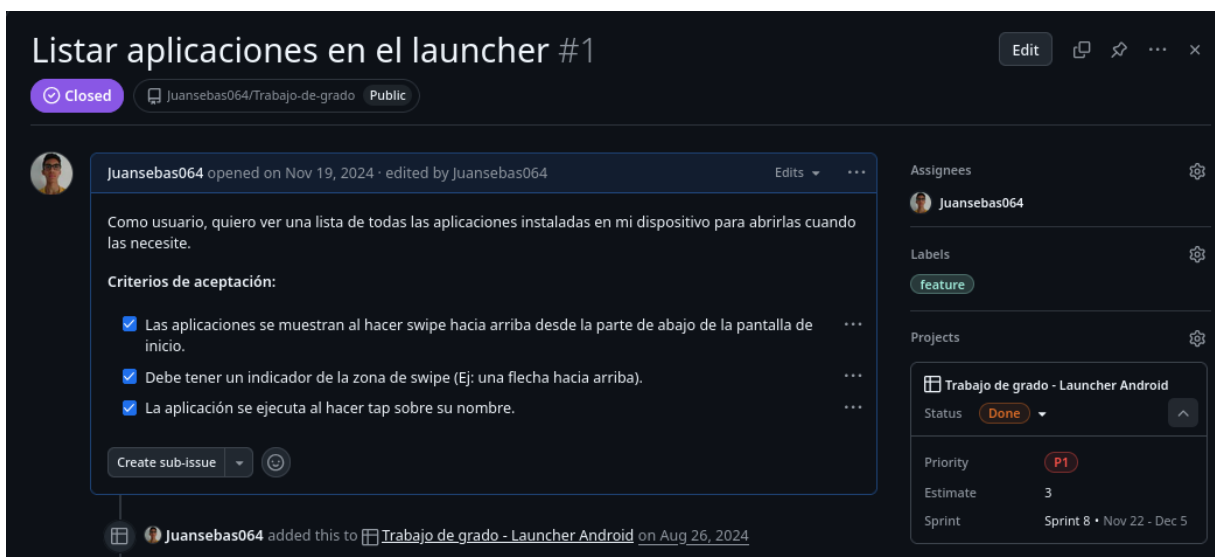 Listar aplicaciones en el launcher #1
Edit
Closed
Juansebas064/Trabajo-de-grado Public
Juansebas064 opened on Nov 19, 2024 · edited by Juansebas064
Edits
Como usuario, quiero ver una lista de todas las aplicaciones instaladas en mi dispositivo para abrirlas cuando
las necesite.
Criterios de aceptación:
Las aplicaciones se muestran al hacer swipe hacia arriba desde la parte de abajo de la pantalla de
inicio.
Debe tener un indicador de la zona de swipe (Ej: una flecha hacia arriba).
La aplicación se ejecuta al hacer tap sobre su nombre.
Create sub-issue
Juansebas064 added this to Trabajo de grado - Launcher Android on Aug 26, 2024
Assignees
Juansebas064
Labels
feature
Projects
Trabajo de grado - Launcher Android
Status Done
Priority P1
Estimate 3
Sprint Sprint 8 • Nov 22 - Dec 5